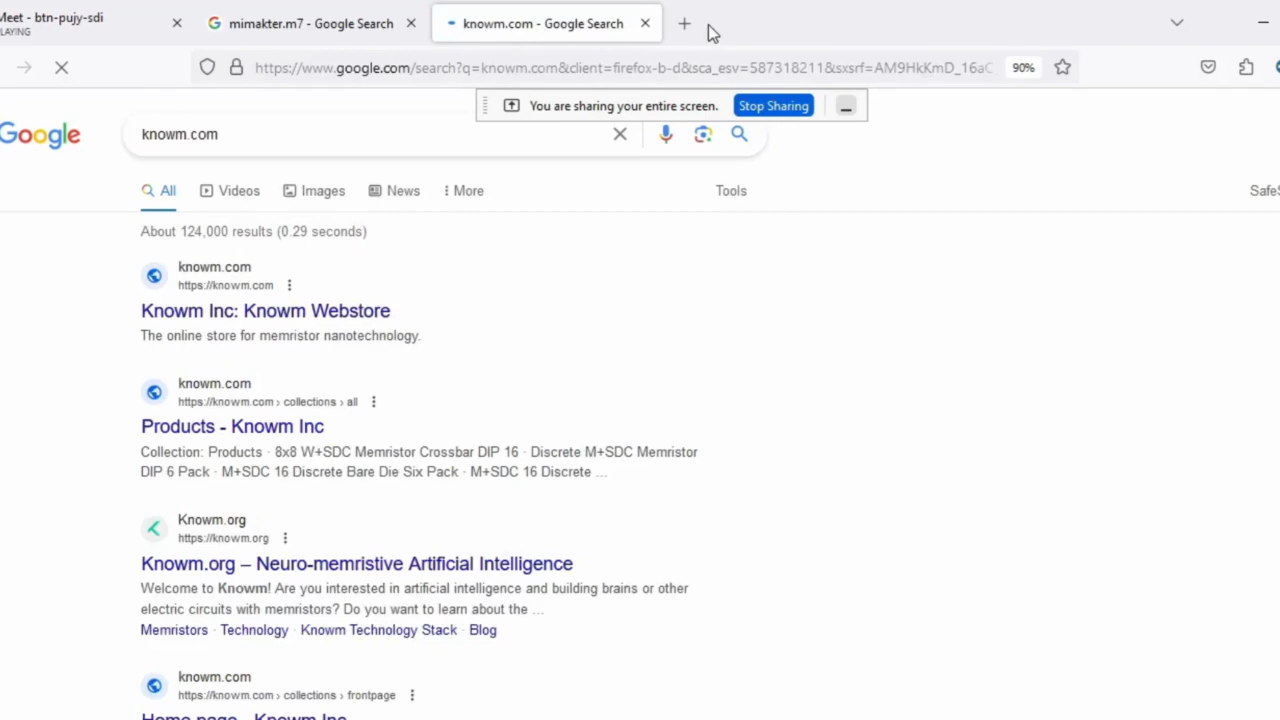 Meet - btn-pujy-sdi
PLAYING
mimakter.m7 - Google Search
knowm.com - Google Search
https://www.google.com/search?q=knowm.com&client=firefox-b-d&sca_esv=587318211&sxsrf=AM9HkKmD_16aC
90%
You are sharing your entire screen.
Stop Sharing
Google
knowm.com
All
Videos
Images
News
More
Tools
SafeS
About 124,000 results (0.29 seconds)
knowm.com
https://knowm.com
Knowm Inc: Knowm Webstore
The online store for memristor nanotechnology.
knowm.com
https://knowm.com › collections › all
Products - Knowm Inc
Collection: Products · 8x8 W+SDC Memristor Crossbar DIP 16 · Discrete M+SDC Memristor
DIP 6 Pack · M+SDC 16 Discrete Bare Die Six Pack · M+SDC 16 Discrete ...
Knowm.org
https://knowm.org
Knowm.org – Neuro-memristive Artificial Intelligence
Welcome to Knowm! Are you interested in artificial intelligence and building brains or other
electric circuits with memristors? Do you want to learn about the ...
Memristors · Technology · Knowm Technology Stack · Blog
knowm.com
https://knowm.com › collections › frontpage
Home page - Knowm Inc